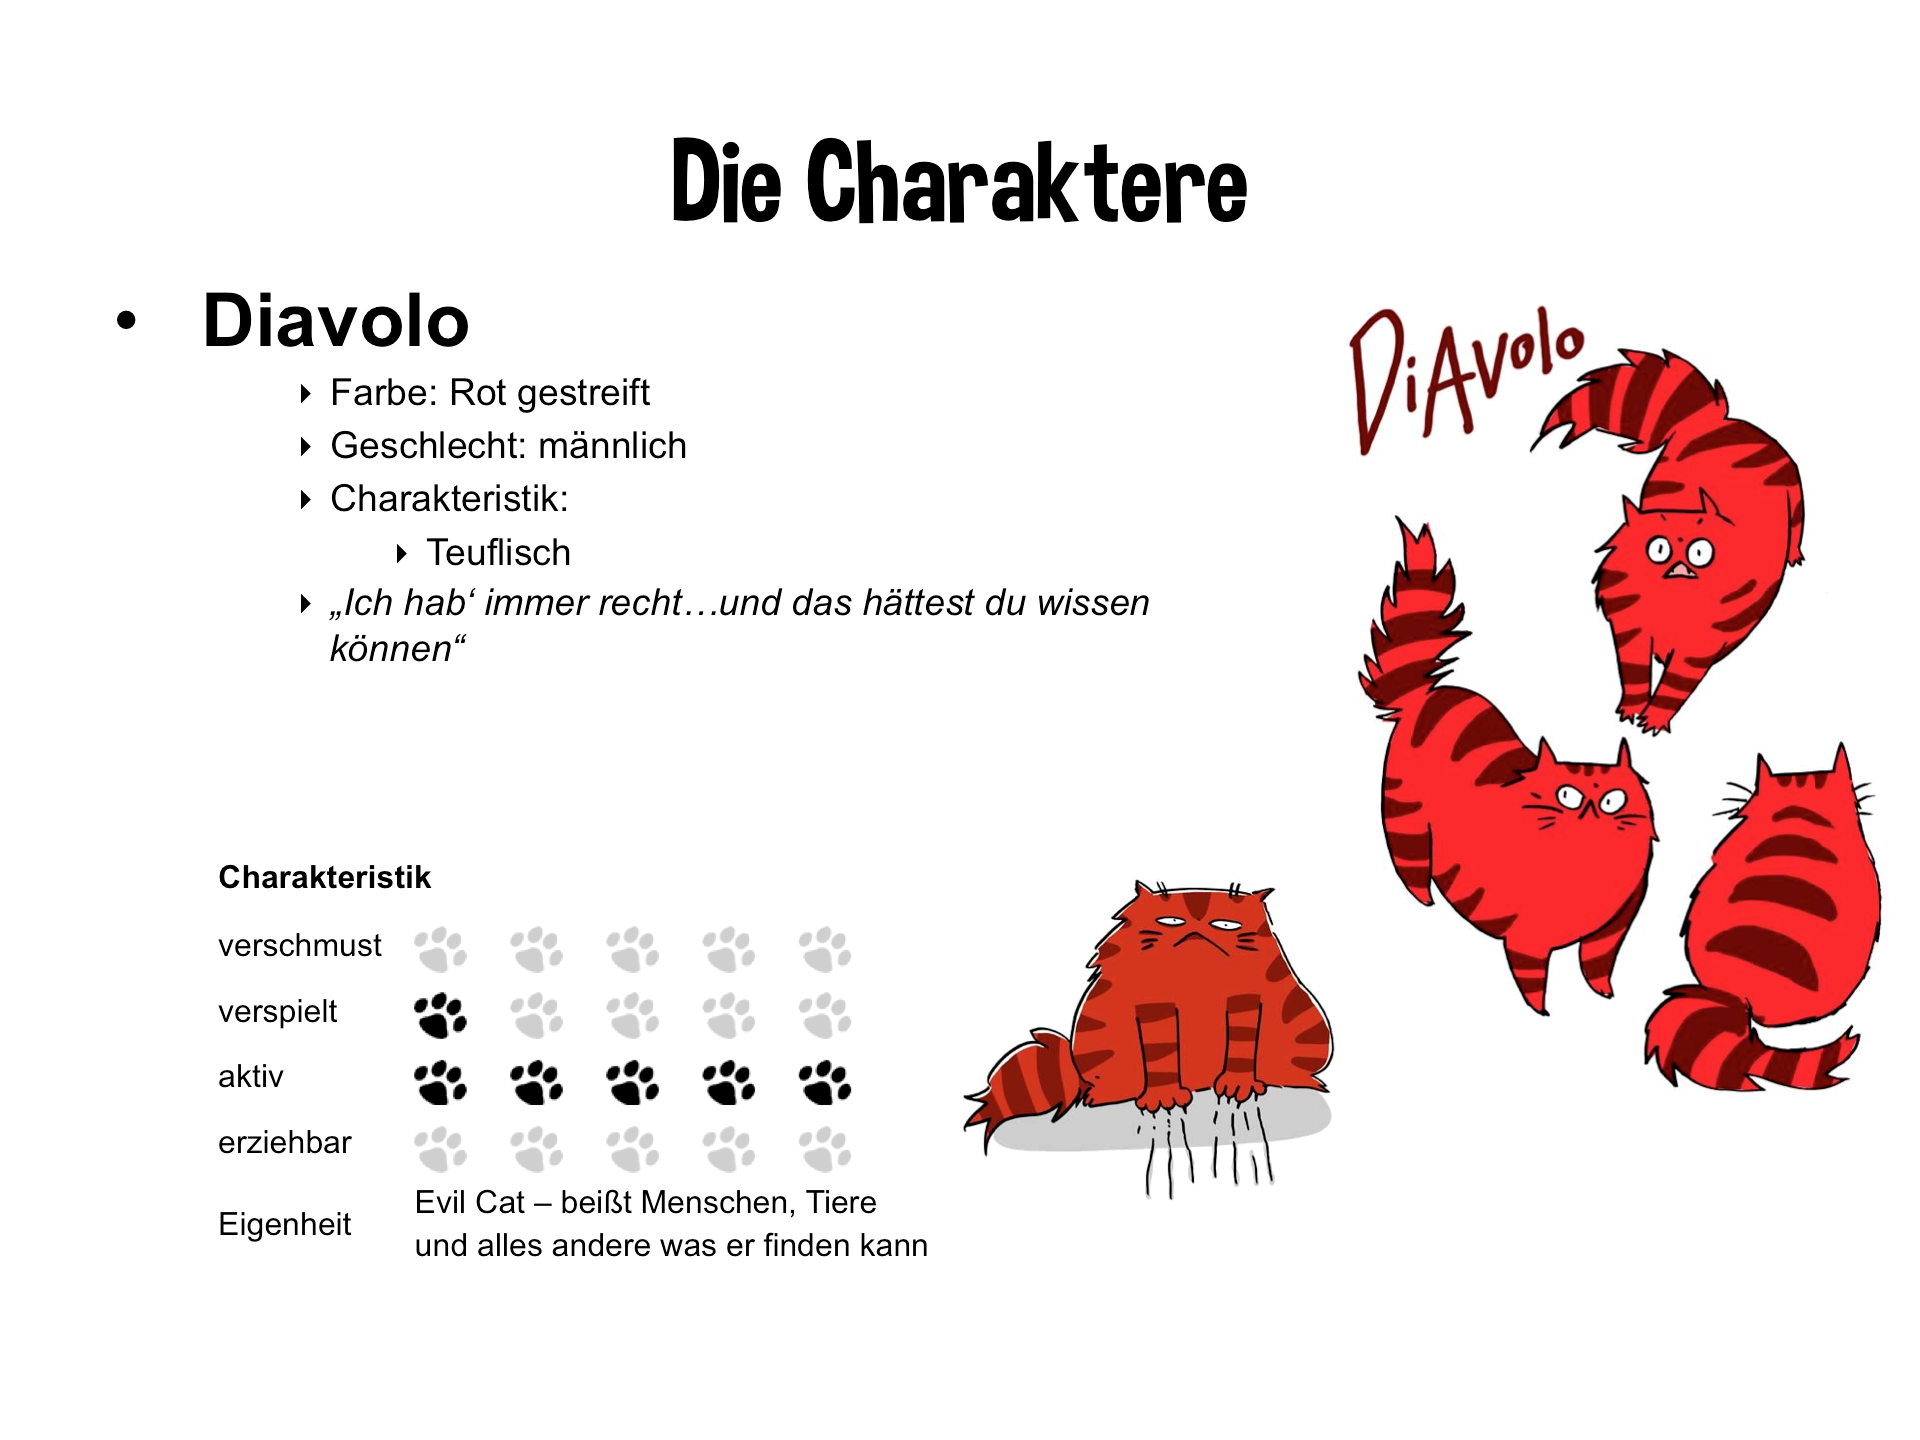 Die Charaktere
• Diavolo
‣ Farbe: Rot gestreift
‣ Geschlecht: männlich
‣ Charakteristik:
‣ Teuflisch
‣ „Ich hab‘ immer recht…und das hättest du wissen
können“
DiAvolo
Charakteristik
verschmust
verspielt
aktiv
erziehbar
Eigenheit
Evil Cat – beißt Menschen, Tiere
und alles andere was er finden kann